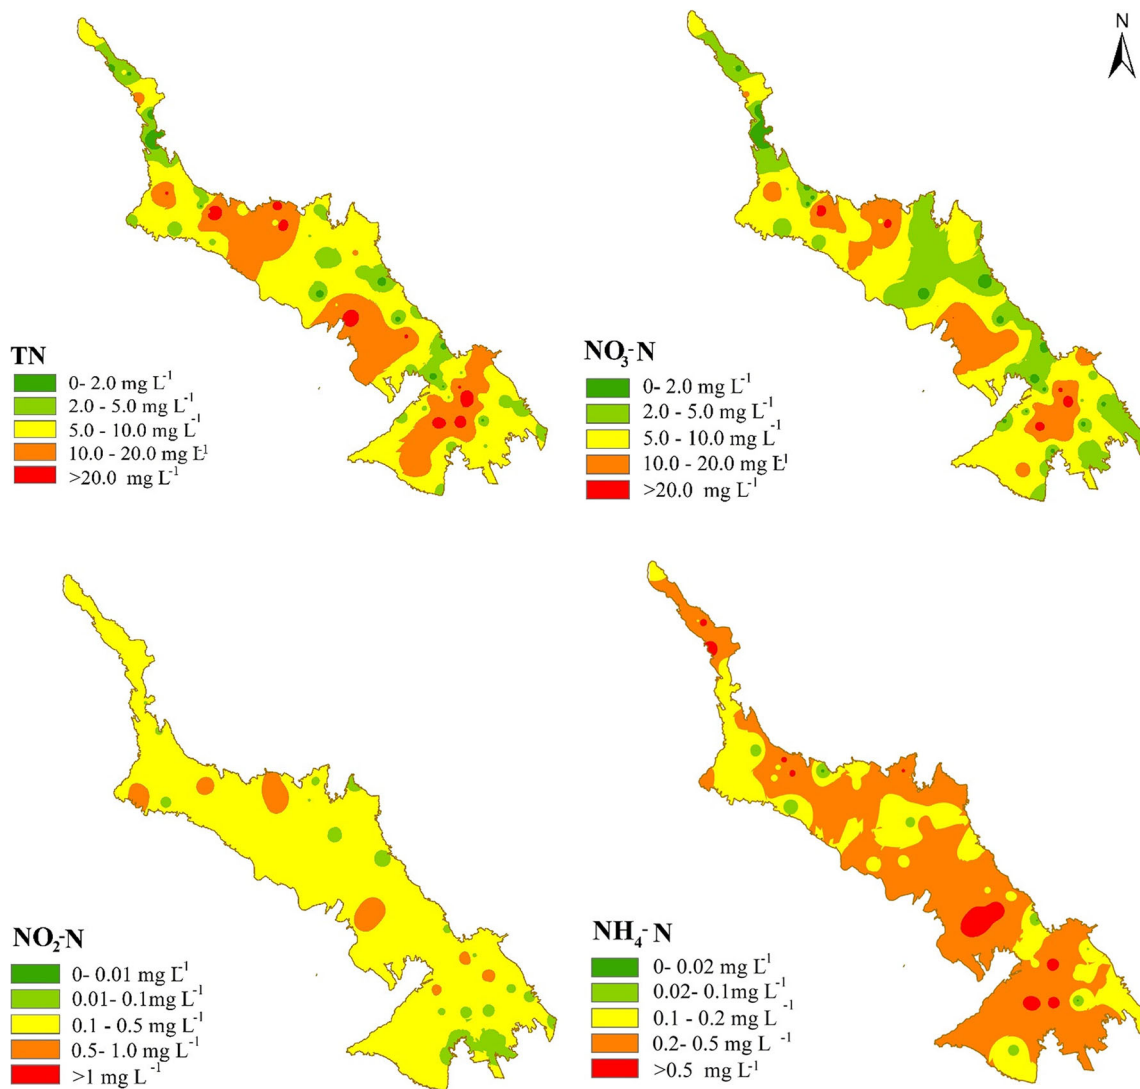 N
TN
0- 2.0 mg L-1
2.0 - 5.0 mg L-1
5.0 - 10.0 mg L-1
10.0 - 20.0 mg L-1
>20.0 mg L-1
NO3-N
0- 2.0 mg L-1
2.0 - 5.0 mg L-1
5.0 - 10.0 mg L-1
10.0 - 20.0 mg L-1
>20.0 mg L-1
NO2-N
0- 0.01 mg L-1
0.01- 0.1mg L-1
0.1 - 0.5 mg L-1
0.5- 1.0 mg L-1
>1 mg L-1
NH4- N
0- 0.02 mg L-1
0.02- 0.1mg L-1
0.1 - 0.2 mg L-1
0.2- 0.5 mg L-1
>0.5 mg L-1